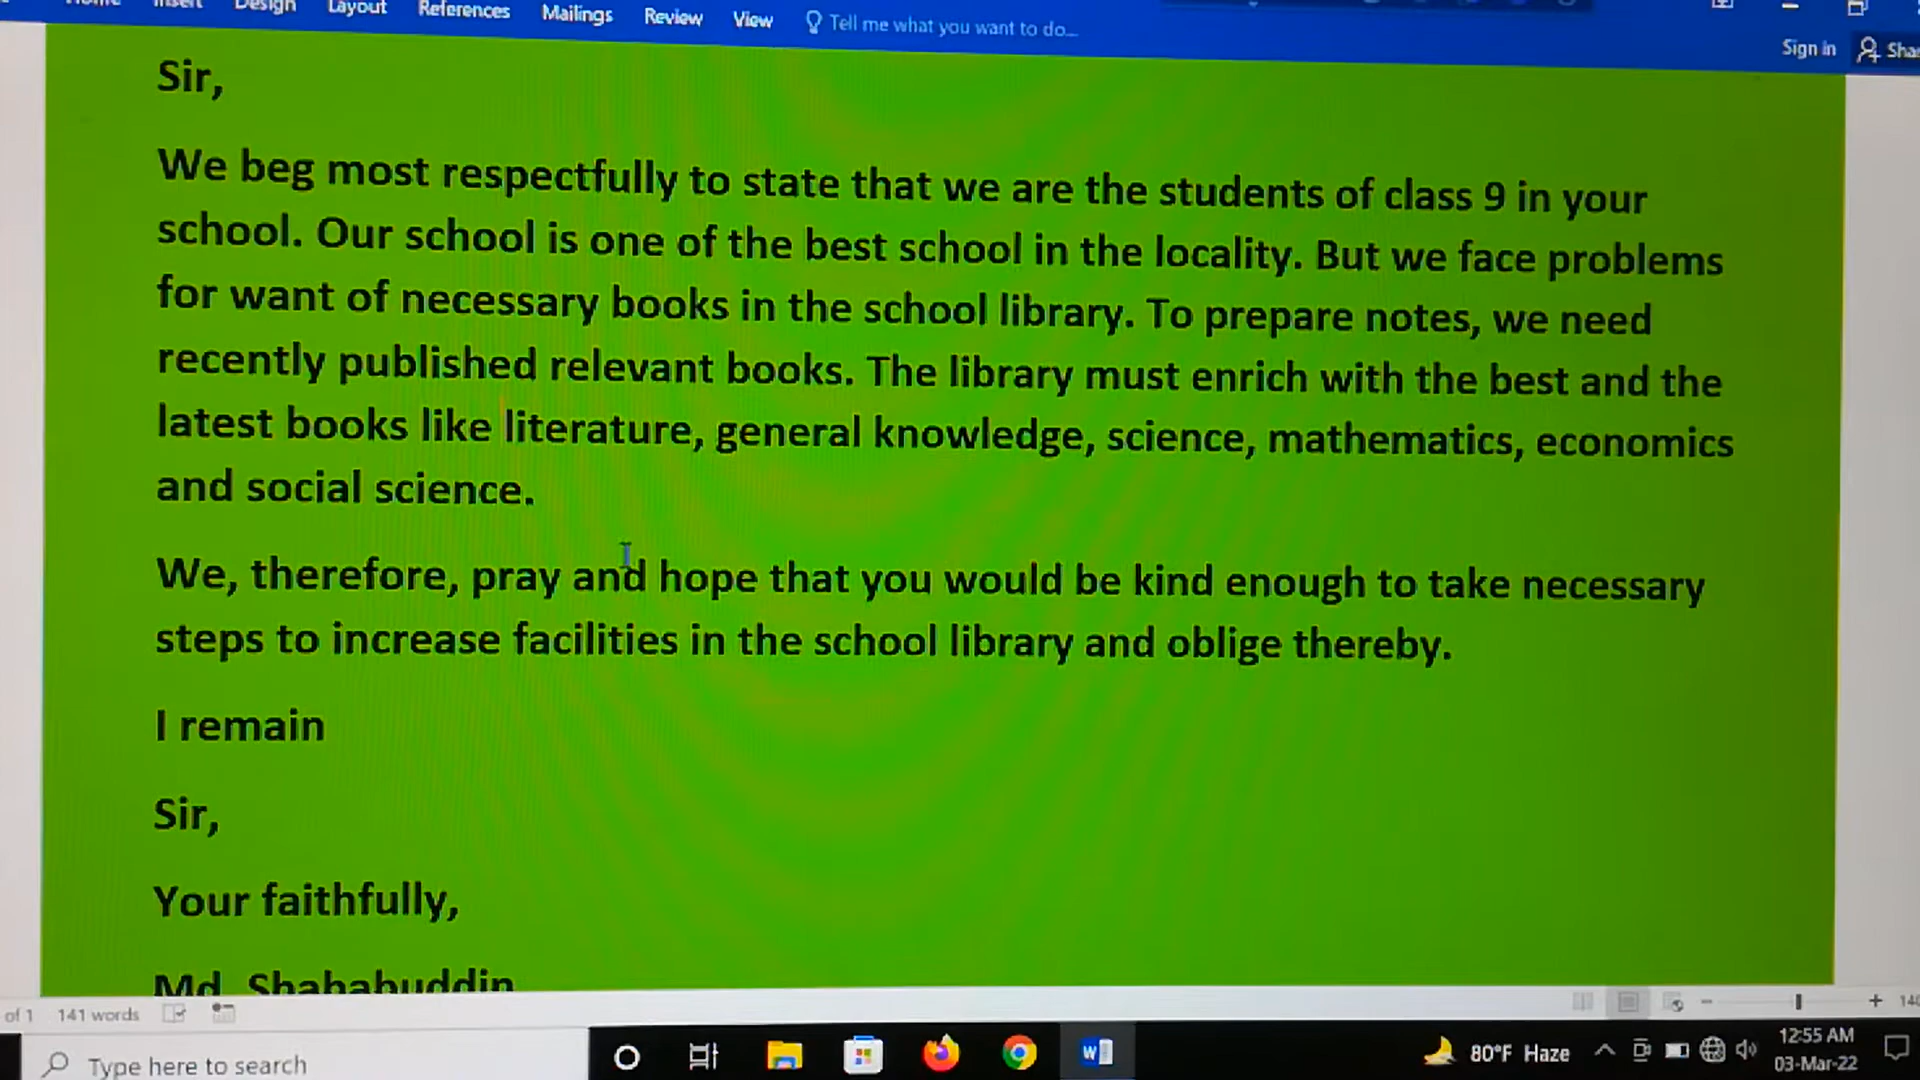 Design Layout References Mailings Review View Tell me what you want to do...
Sign in
Sir,
We beg most respectfully to state that we are the students of class 9 in your
school. Our school is one of the best school in the locality. But we face problems
for want of necessary books in the school library. To prepare notes, we need
recently published relevant books. The library must enrich with the best and the
latest books like literature, general knowledge, science, mathematics, economics
and social science.
We, therefore, pray and hope that you would be kind enough to take necessary
steps to increase facilities in the school library and oblige thereby.
I remain
Sir,
Your faithfully,
Md. Shahabuddin
of 1 141 words
Type here to search
80°F Haze
12:55 AM
03-Mar-22